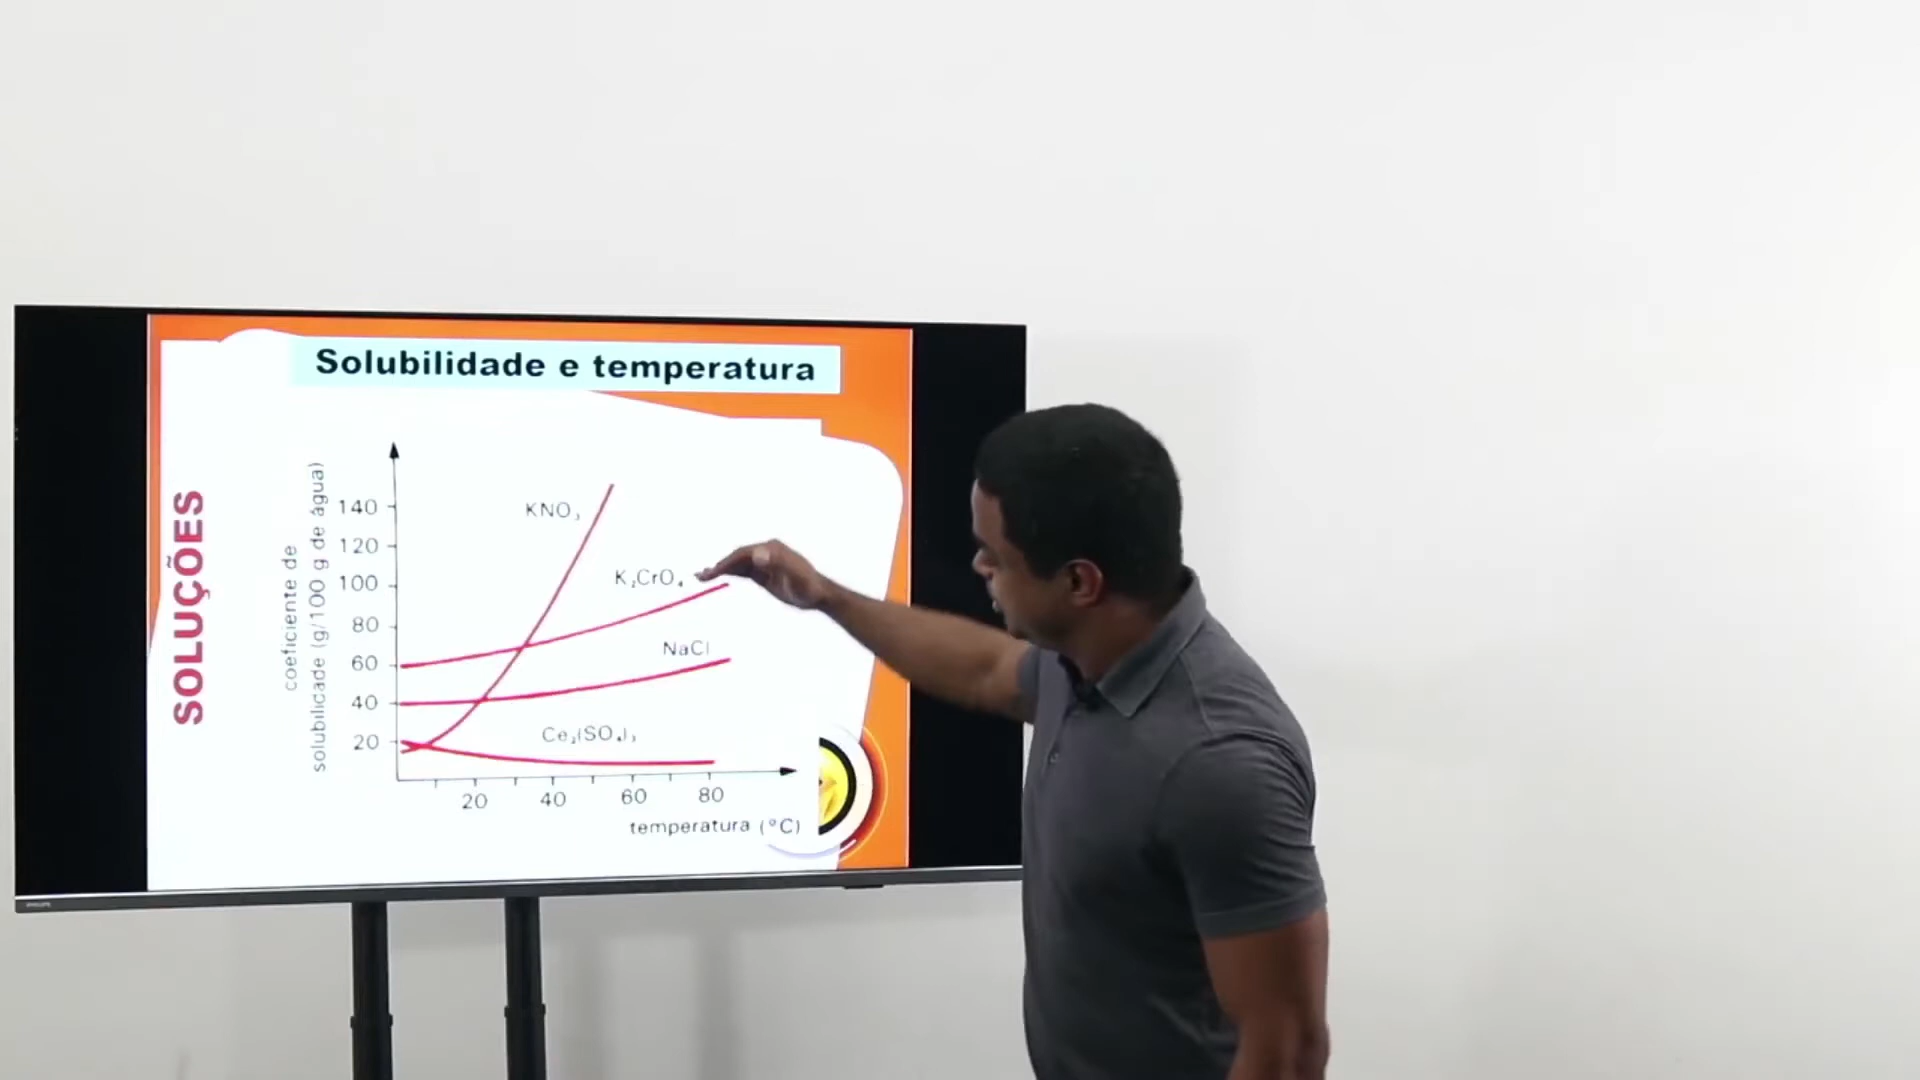 Solubilidade e temperatura
SOLUÇÕES
coeficiente de
solubilidade (g/100 g de água)
140
120
100
80
60
40
20
KNO₃
K₂CrO₄
NaCl
Ce₂(SO₄)₃
20 40 60 80
temperatura (°C)
PHILIPS